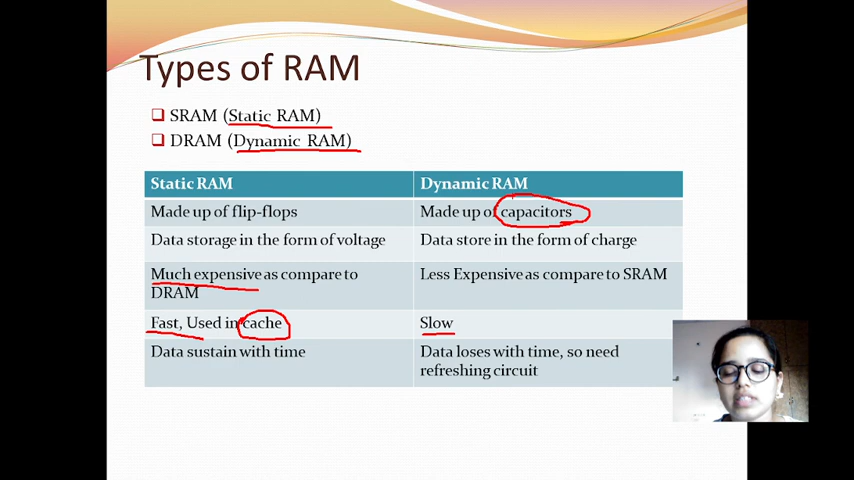 Types of RAM
SRAM (Static RAM)
DRAM (Dynamic RAM)
Static RAM
Dynamic RAM
Made up of flip-flops
Made up of capacitors
Data storage in the form of voltage
Data store in the form of charge
Much expensive as compare to
DRAM
Less Expensive as compare to SRAM
Fast, Used in cache
Slow
Data sustain with time
Data loses with time, so need
refreshing circuit